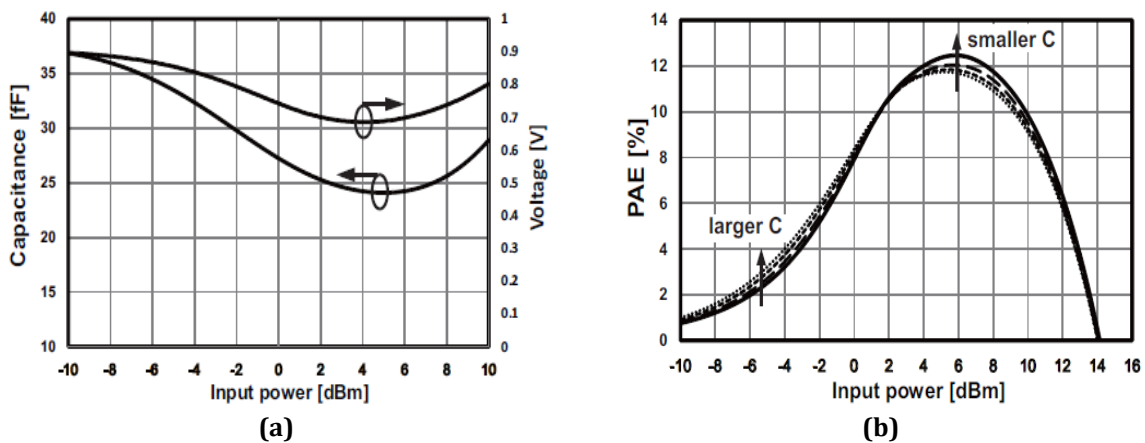 Capacitance [fF]
40
35
30
25
20
15
10
1
0.9
0.8
0.7
0.6
0.5
0.4
0.3
0.2
0.1
0
Voltage [V]
-10 -8 -6 -4 -2 0 2 4 6 8 10
Input power [dBm]
(a)
PAE [%]
14
12
10
8
6
4
2
0
smaller C
larger C
-10 -8 -6 -4 -2 0 2 4 6 8 10 12 14 16
Input power [dBm]
(b)